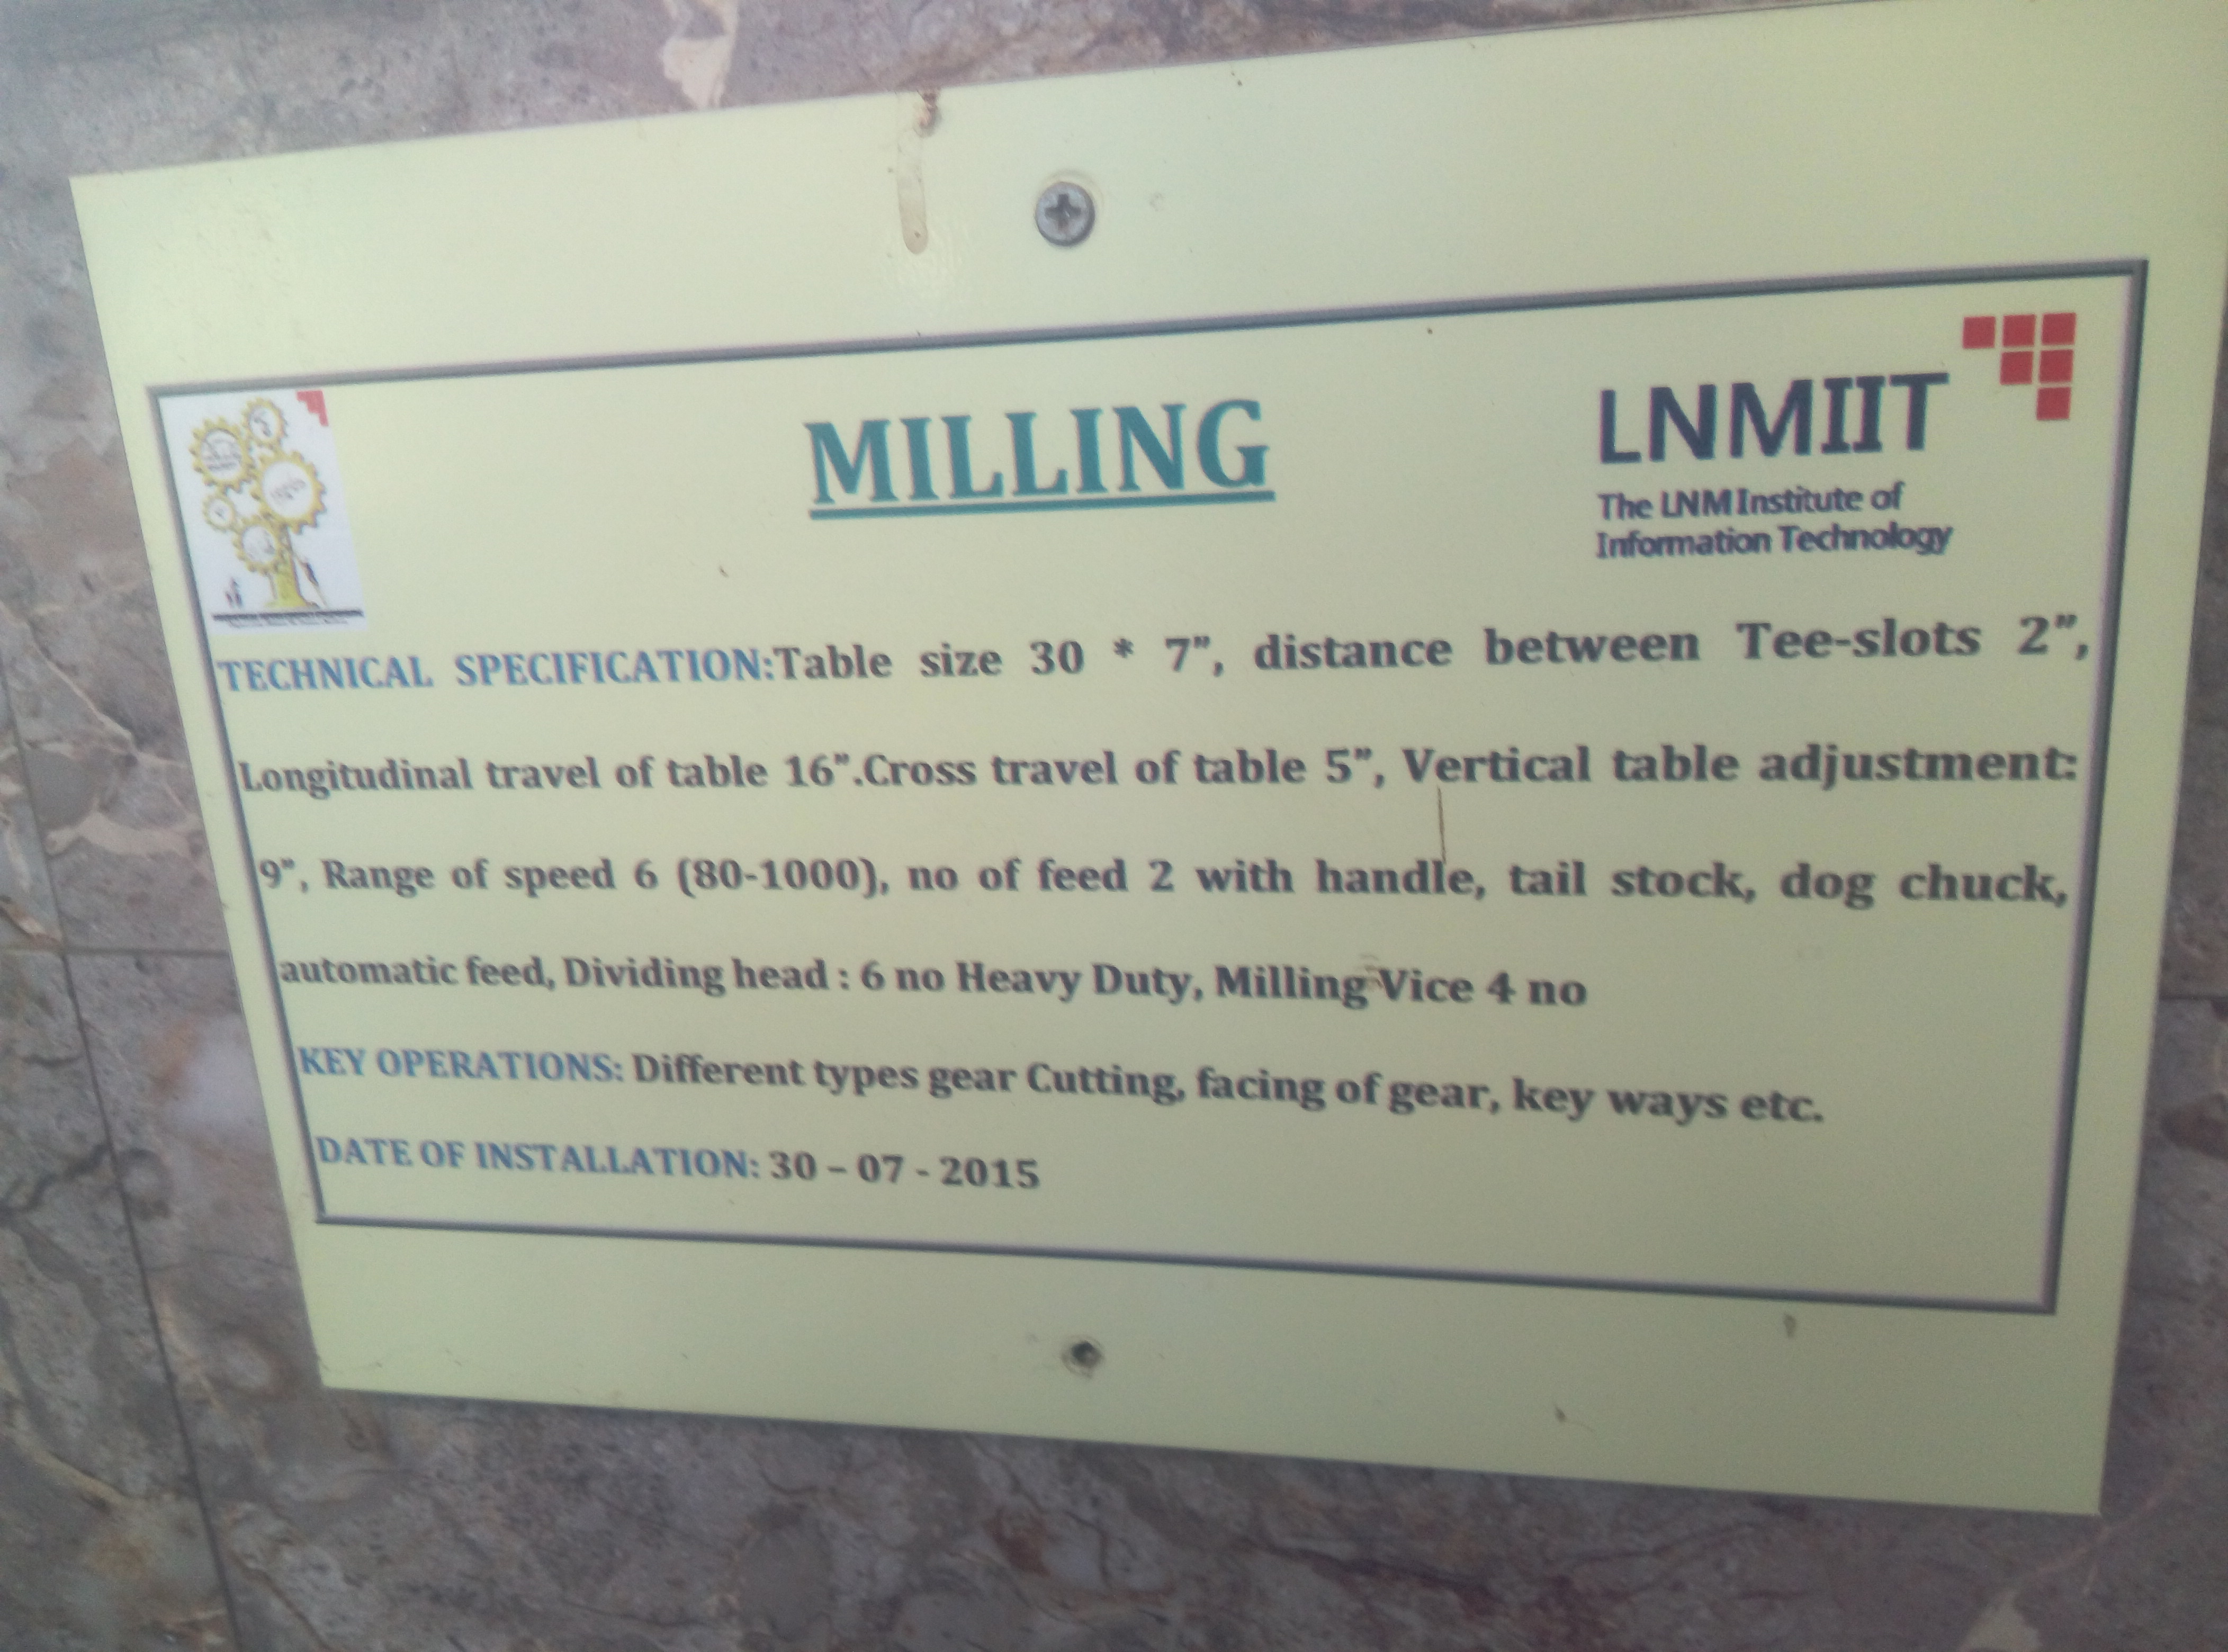 MILLING
LNMIIT
The LNM Institute of
Information Technology
TECHNICAL SPECIFICATION:Table size 30 * 7”, distance between Tee-slots 2”,
Longitudinal travel of table 16”.Cross travel of table 5”, Vertical table adjustment:
9”, Range of speed 6 (80-1000), no of feed 2 with handle, tail stock, dog chuck,
automatic feed, Dividing head : 6 no Heavy Duty, Milling Vice 4 no
KEY OPERATIONS: Different types gear Cutting, facing of gear, key ways etc.
DATE OF INSTALLATION: 30 – 07 - 2015